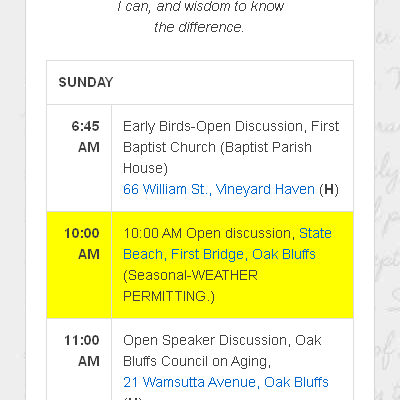 I can, and wisdom to know
the difference.
SUNDAY
6:45
AM
Early Birds-Open Discussion, First
Baptist Church (Baptist Parish
House)
66 William St., Vineyard Haven (H)
10:00
AM
10:00 AM Open discussion, State
Beach, First Bridge, Oak Bluffs
(Seasonal-WEATHER
PERMITTING.)
11:00
AM
Open Speaker Discussion, Oak
Bluffs Council on Aging,
21 Wamsutta Avenue, Oak Bluffs